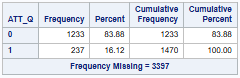 ATT_Q Frequency Percent Cumulative Frequency Cumulative Percent
0 1233 83.88 1233 83.88
1 237 16.12 1470 100.00
Frequency Missing = 3397